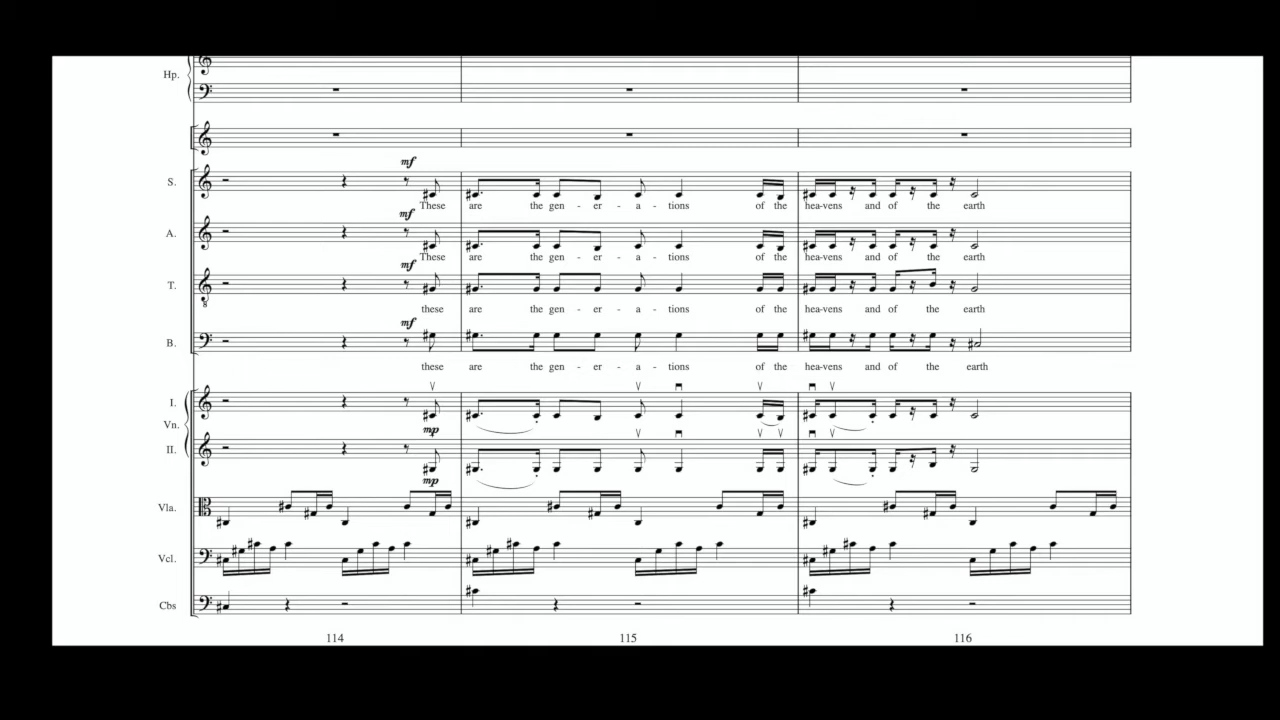 Hp.
mf
S.
These are the gen - er - a - tions of the hea-vens and of the earth
mf
A.
These are the gen - er - a - tions of the hea-vens and of the earth
mf
T.
8
these are the gen - er - a - tions of the hea-vens and of the earth
mf
B.
these are the gen - er - a - tions of the hea-vens and of the earth
I.
Vn.
mp
II.
mp
Vla.
Vcl.
Cbs
114 115 116